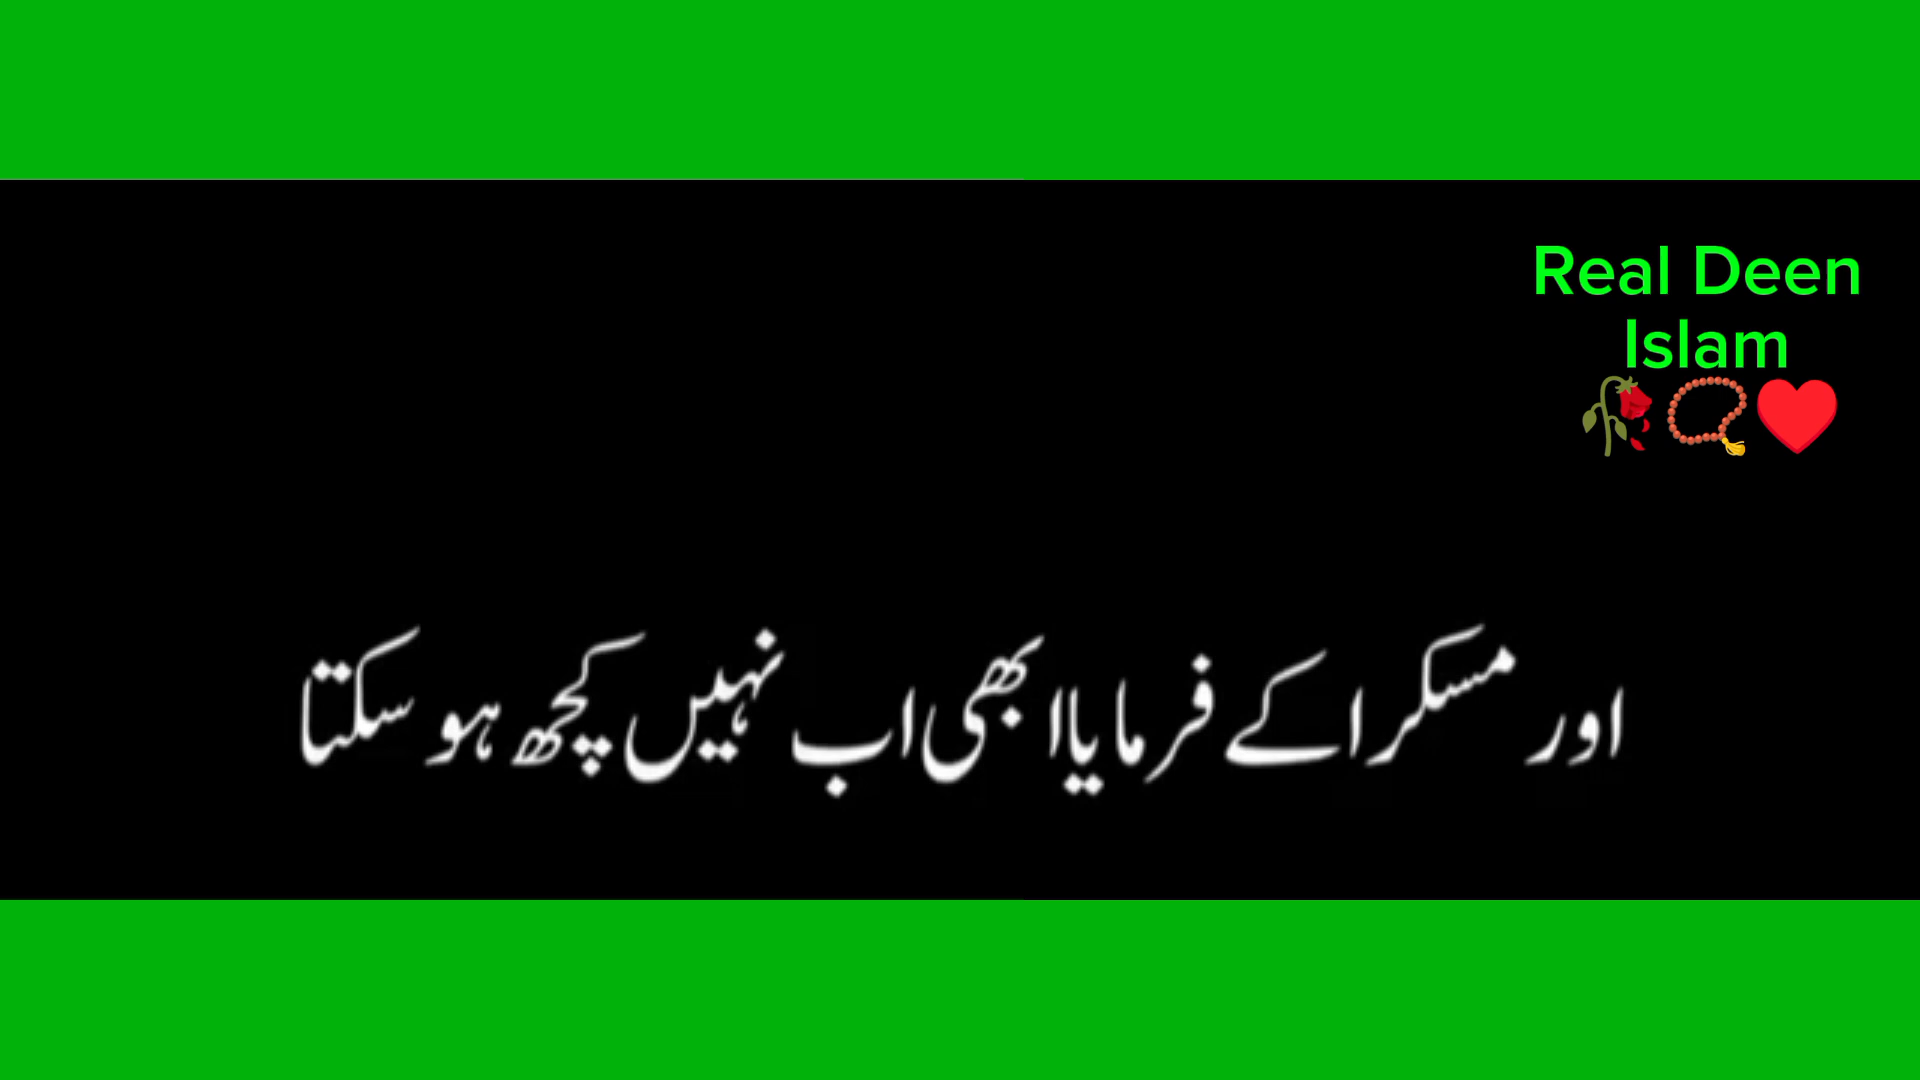 Real Deen
Islam
اور مسکرا کے فرمایا ابھی اب نہیں کچھ ہو سکتا